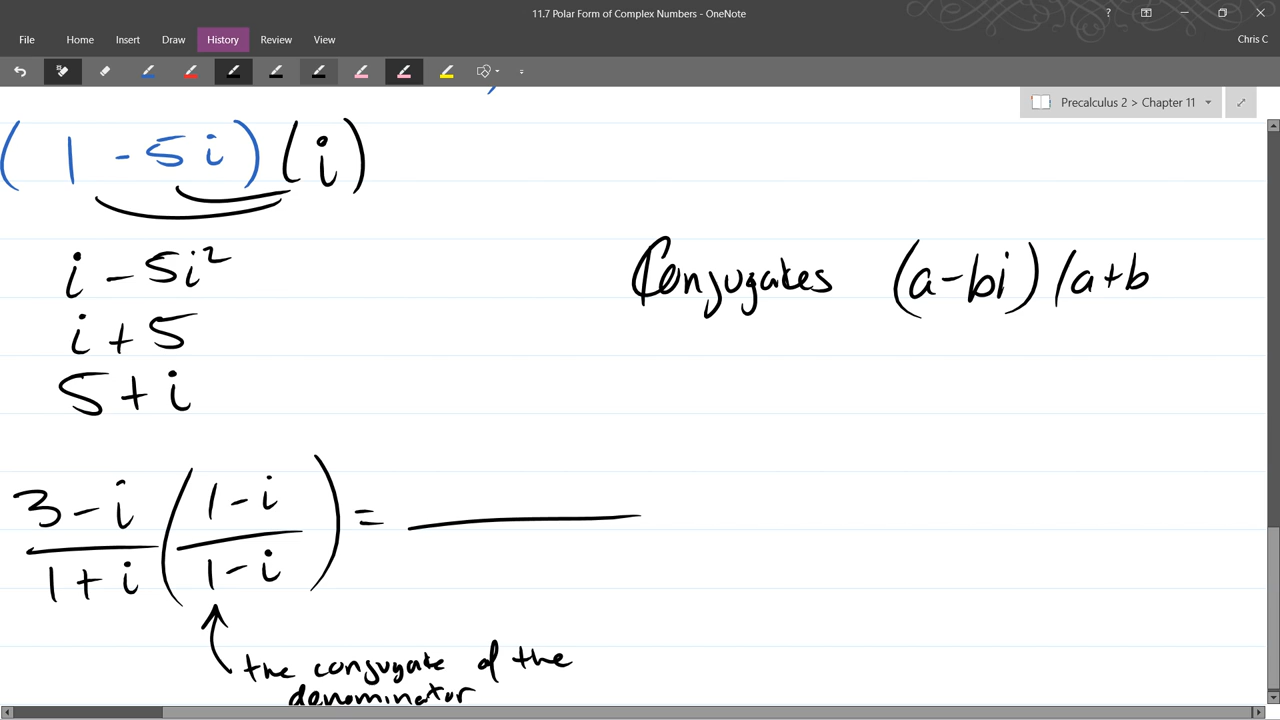 11.7 Polar Form of Complex Numbers - OneNote
?
File Home Insert Draw History Review View
Chris C
Precalculus 2 > Chapter 11
(1 - 5i)(i)
i - 5i²
i + 5
5 + i
Conjugates (a - bi)(a + b
3 - i / 1 + i (1 - i / 1 - i) =
the conjugate of the
denominator